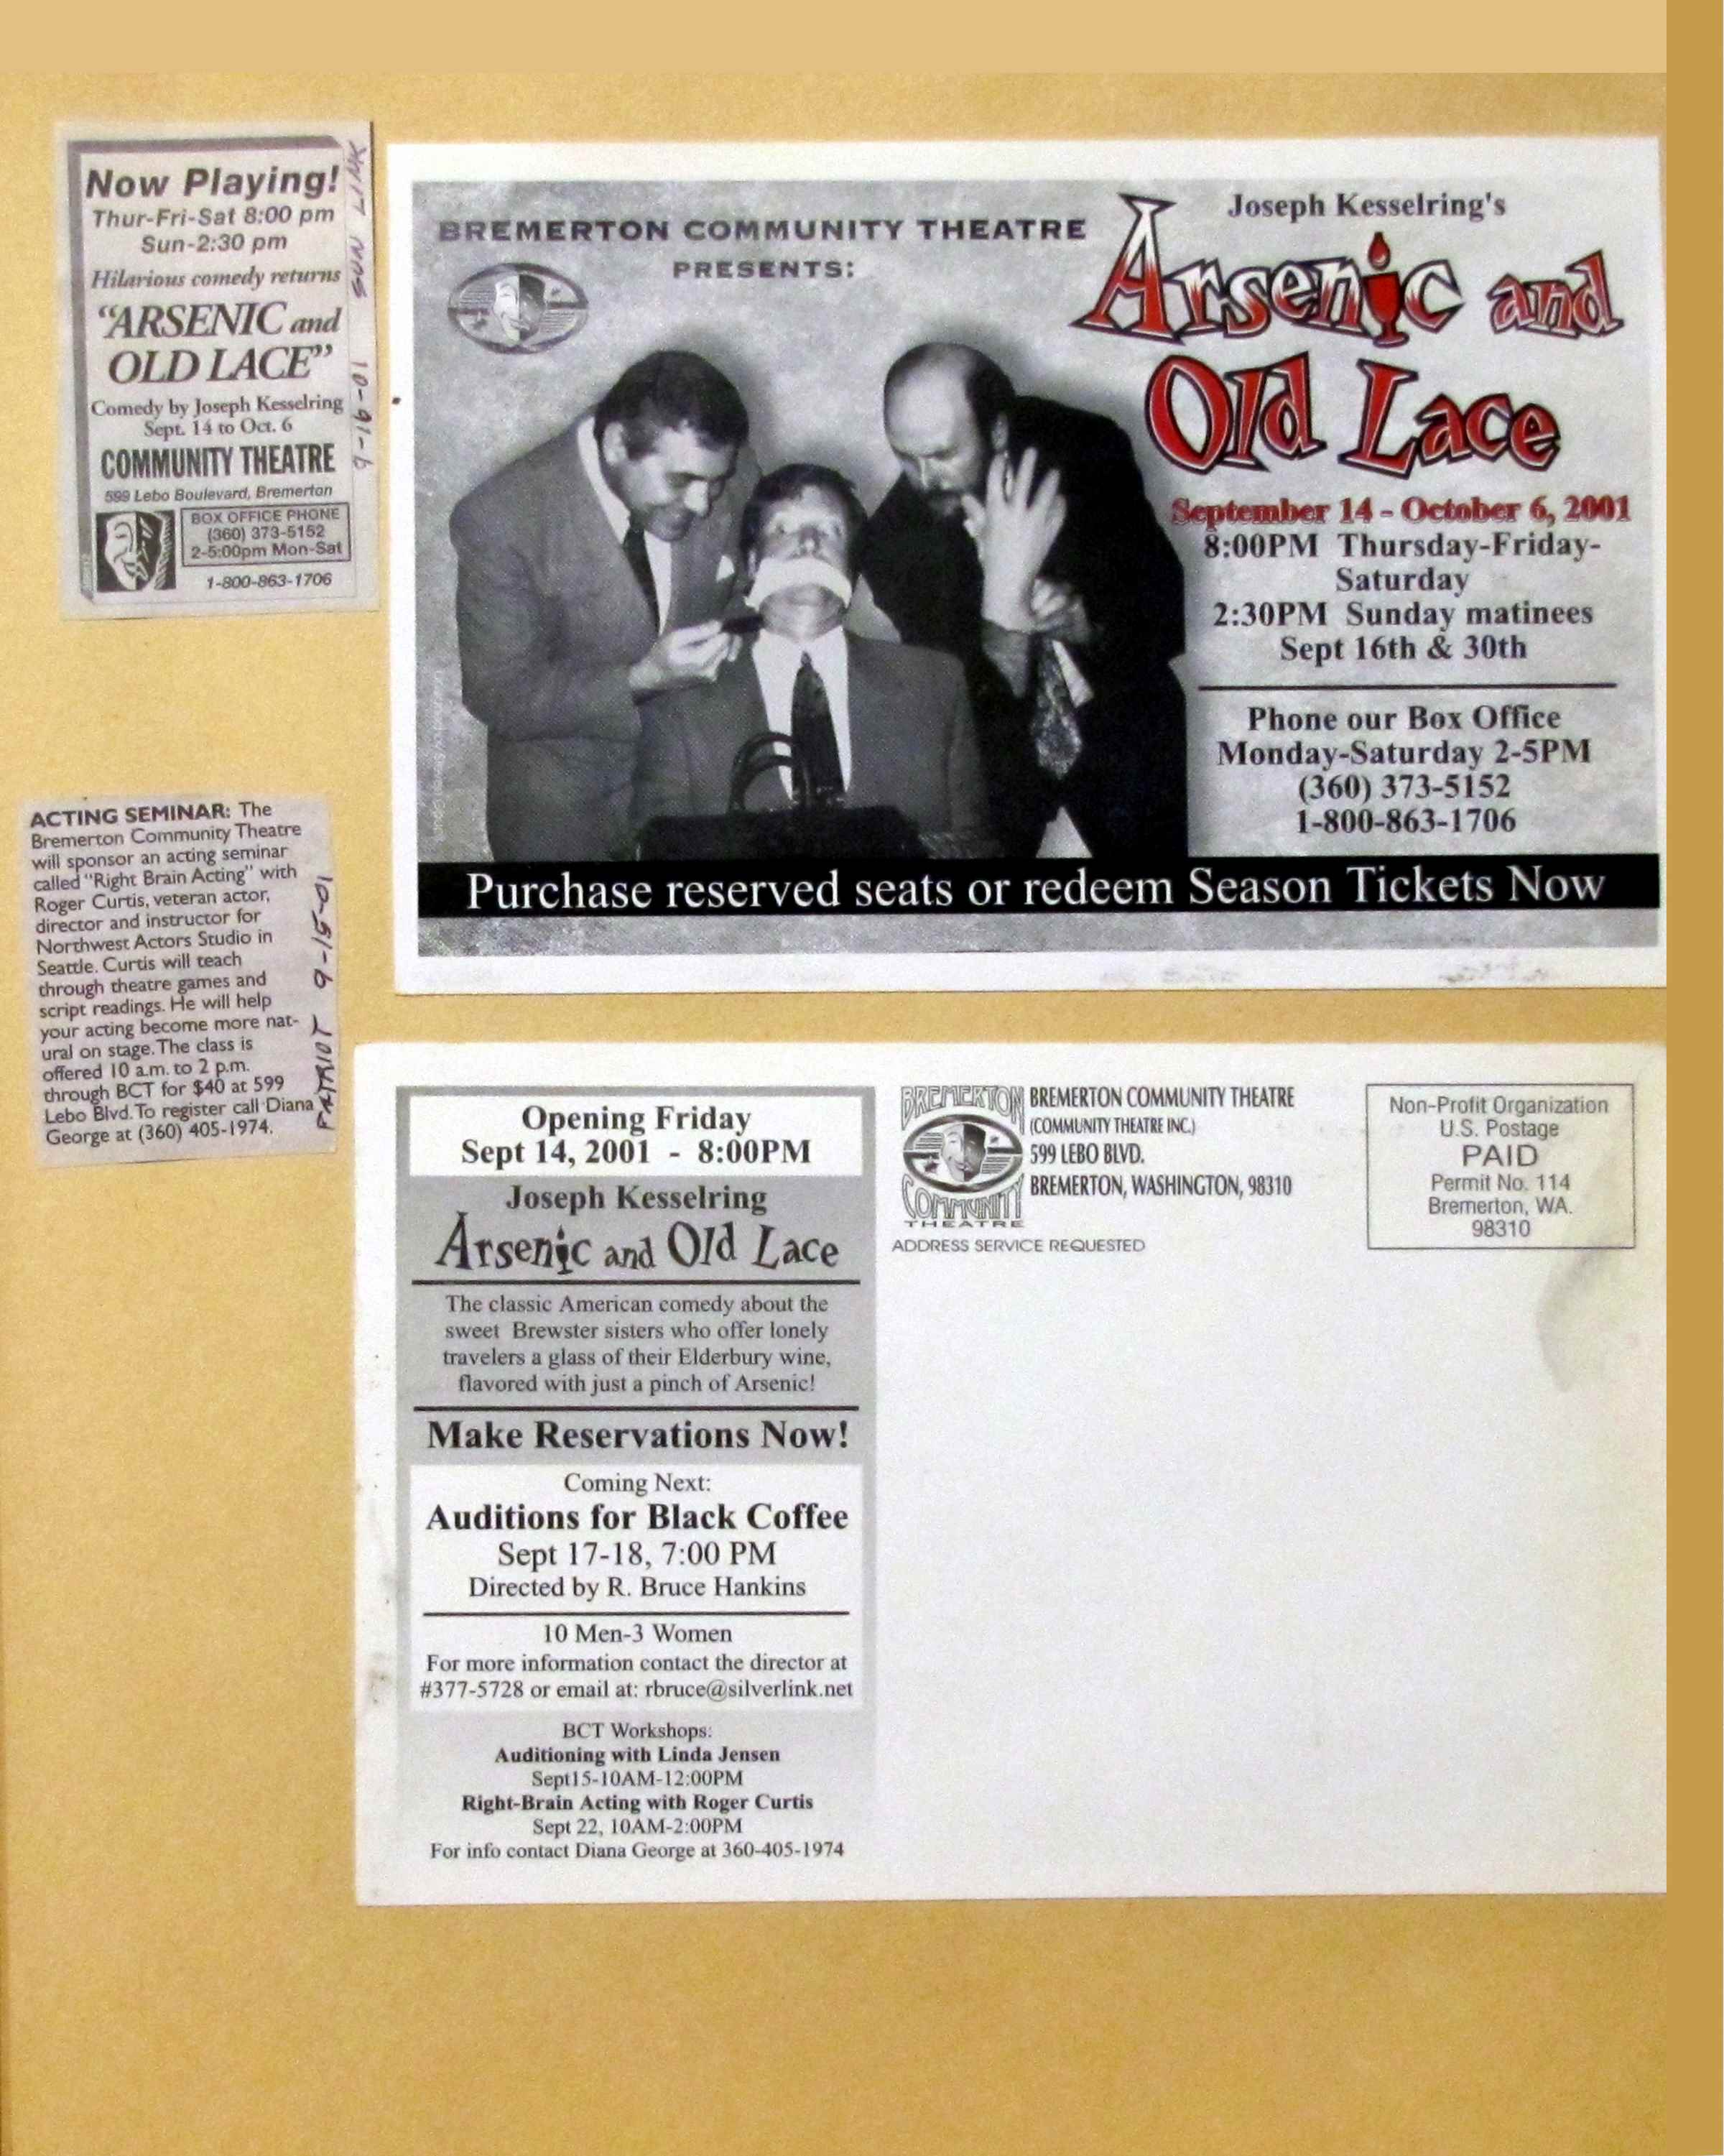 Now Playing!
Thur-Fri-Sat 8:00 pm
Sun-2:30 pm
Hilarious comedy returns
“ARSENIC and
OLD LACE”
Comedy by Joseph Kesselring
Sept. 14 to Oct. 6
COMMUNITY THEATRE
599 Lebo Boulevard, Bremerton
BOX OFFICE PHONE
(360) 373-5152
2-5:00pm Mon-Sat
1-800-863-1706
SUN 9-16-01
ACTING SEMINAR: The
Bremerton Community Theatre
will sponsor an acting seminar
called “Right Brain Acting” with
Roger Curtis, veteran actor,
director and instructor for
Northwest Actors Studio in
Seattle. Curtis will teach
through theatre games and
script readings. He will help
your acting become more nat-
ural on stage. The class is
offered 10 a.m. to 2 p.m.
through BCT for $40 at 599
Lebo Blvd. To register call Diana
George at (360) 405-1974.
PATRIOT 9-15-01
BREMERTON COMMUNITY THEATRE
PRESENTS:
Joseph Kesselring's
Arsenic and
Old Lace
September 14 - October 6, 2001
8:00PM Thursday-Friday-
Saturday
2:30PM Sunday matinees
Sept 16th & 30th
Phone our Box Office
Monday-Saturday 2-5PM
(360) 373-5152
1-800-863-1706
Purchase reserved seats or redeem Season Tickets Now
Opening Friday
Sept 14, 2001 - 8:00PM
Joseph Kesselring
Arsenic and Old Lace
The classic American comedy about the
sweet Brewster sisters who offer lonely
travelers a glass of their Elderbury wine,
flavored with just a pinch of Arsenic!
Make Reservations Now!
Coming Next:
Auditions for Black Coffee
Sept 17-18, 7:00 PM
Directed by R. Bruce Hankins
10 Men-3 Women
For more information contact the director at
#377-5728 or email at: rbruce@silverlink.net
BCT Workshops:
Auditioning with Linda Jensen
Sept15-10AM-12:00PM
Right-Brain Acting with Roger Curtis
Sept 22, 10AM-2:00PM
For info contact Diana George at 360-405-1974
BREMERTON
COMMUNITY
THEATRE
BREMERTON COMMUNITY THEATRE
(COMMUNITY THEATRE INC.)
599 LEBO BLVD.
BREMERTON, WASHINGTON, 98310
ADDRESS SERVICE REQUESTED
Non-Profit Organization
U.S. Postage
PAID
Permit No. 114
Bremerton, WA.
98310